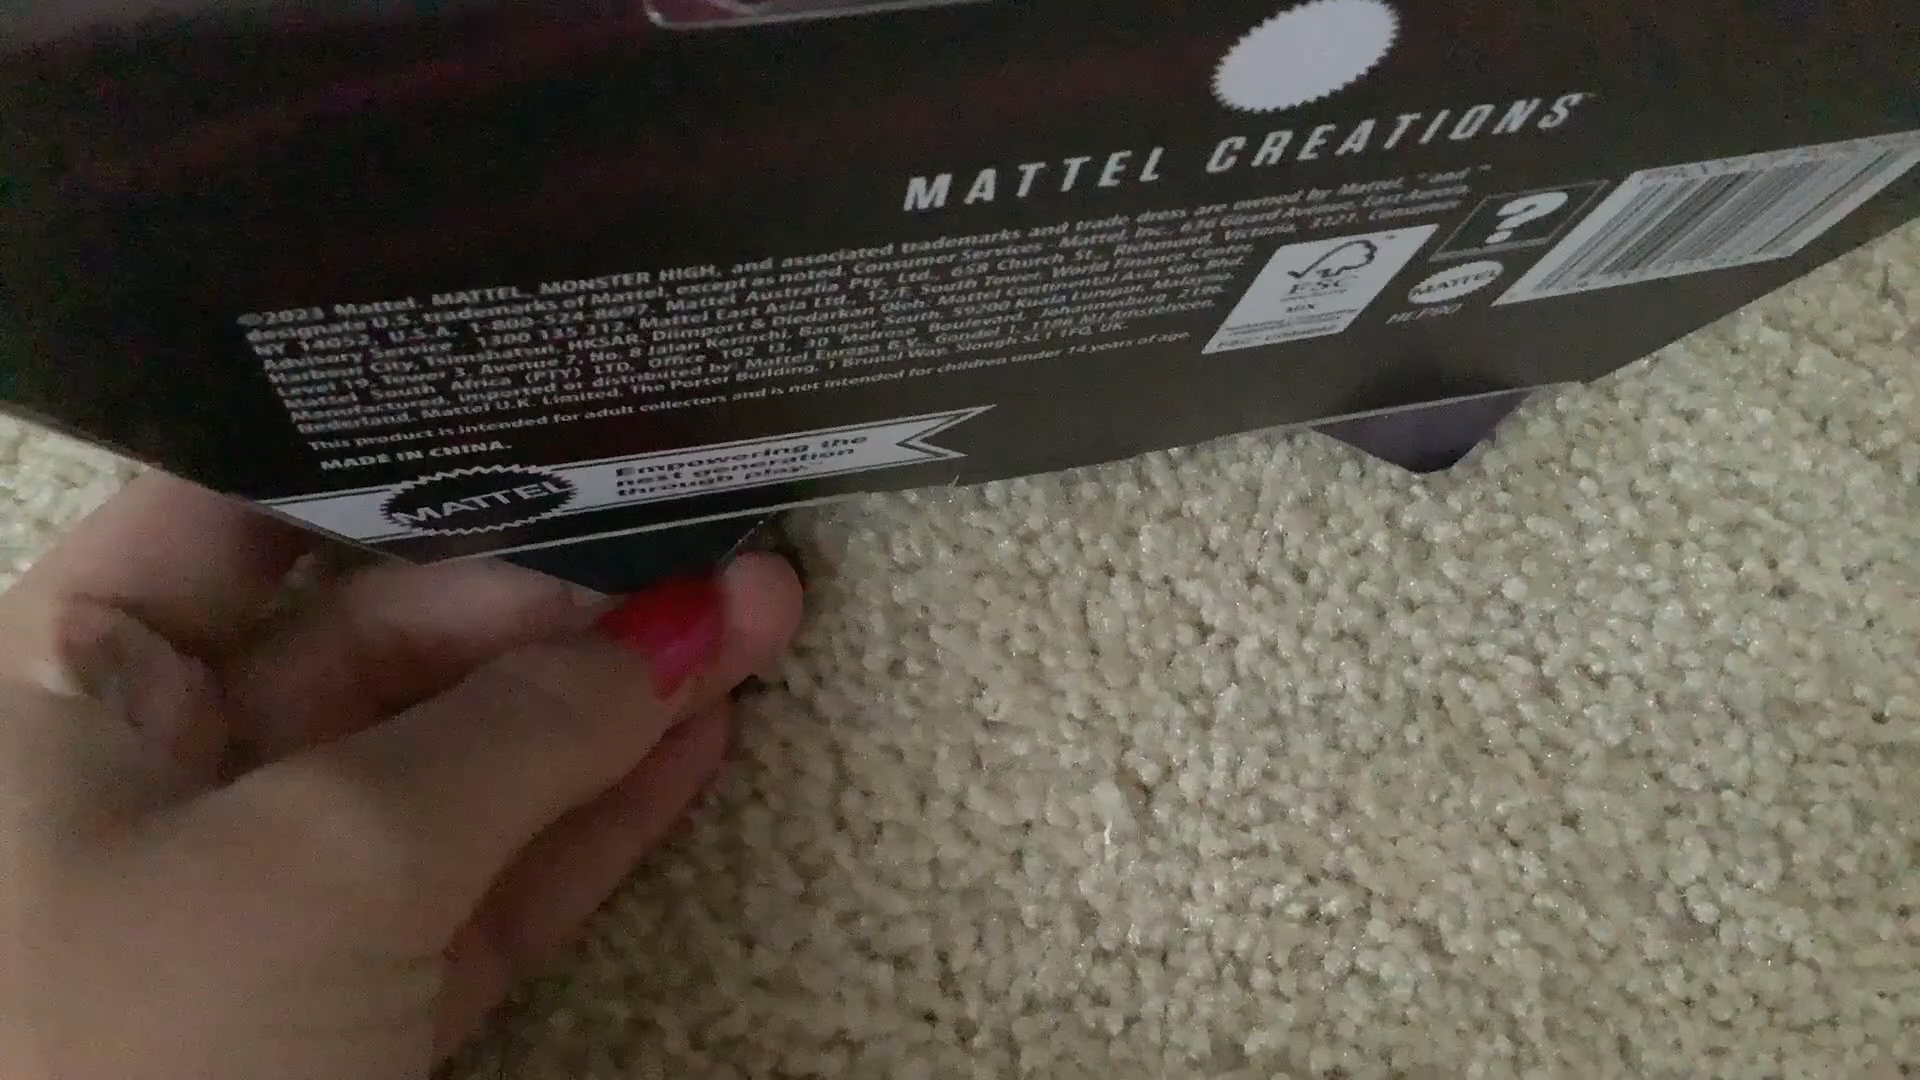 MATTEL CREATIONS™
©2023 Mattel. MATTEL, MONSTER HIGH, and associated trademarks and trade dress are owned by Mattel. ™ and ™
designate U.S. trademarks of Mattel, except as noted. Consumer Services - Mattel, Inc., 636 Girard Avenue, East Aurora,
NY 14052, U.S.A. 1-800-524-8697. Mattel Australia Pty. Ltd., 658 Church St., Richmond, Victoria, 3121. Consumer
Advisory Service - 1300 135 312. Mattel East Asia Ltd., 12/F, South Tower, World Finance Centre,
Harbour City, Tsimshatsui, HKSAR. Diimport & Diedarkan Oleh: Mattel Continental Asia Sdn Bhd.
Level 19, Tower 3, Avenue 7, No. 8 Jalan Kerinchi, Bangsar South, 59200 Kuala Lumpur, Malaysia.
Mattel South Africa (PTY) LTD, Office 102 30 Melrose Boulevard, Johannesburg
Manufactured, imported or distributed by: Mattel Europa B.V., Gondel 1, Amstelveen,
Nederland. Mattel U.K. Limited, The Porter Building, 1 Brunel Way, Slough SL1 1FQ, UK.
This product is intended for adult collectors and is not intended for children under 14 years of age.
MADE IN CHINA.
MATTEL
Empowering the
next generation
through play.™
FSC
MIX
?
MATTEL